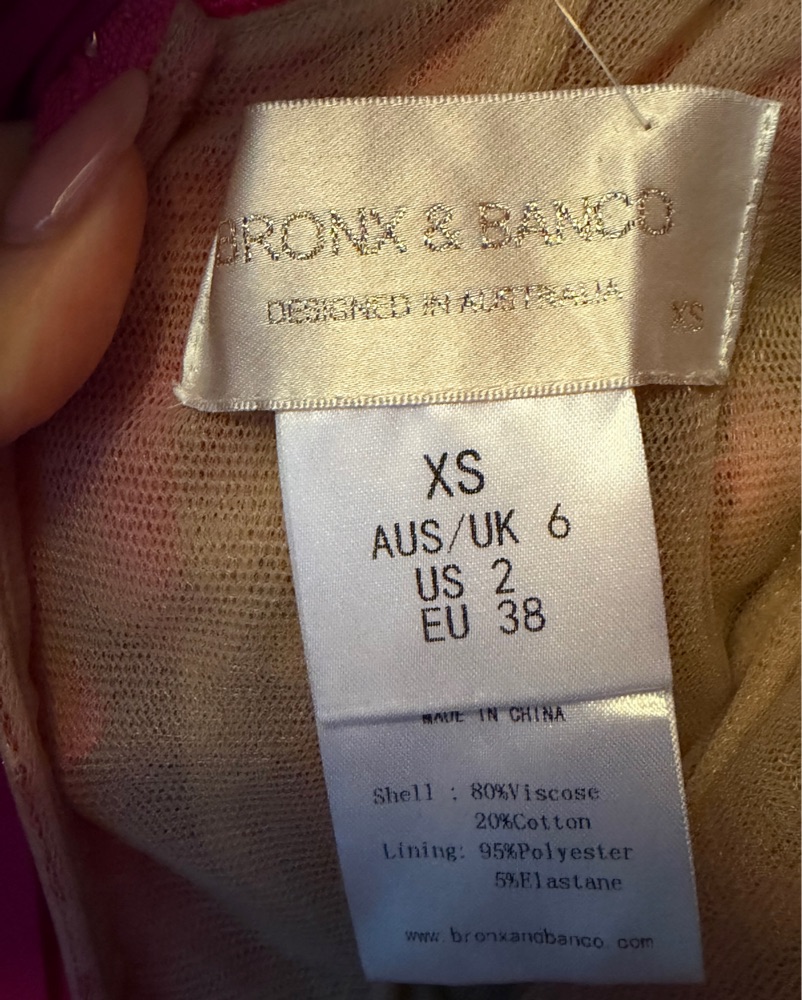 BRONX & BANCO
DESIGNED IN AUSTRALIA
XS
XS
AUS/UK 6
US 2
EU 38
MADE IN CHINA
Shell : 80%Viscose
20%Cotton
Lining: 95%Polyester
5%Elastane
www.bronxandbanco.com